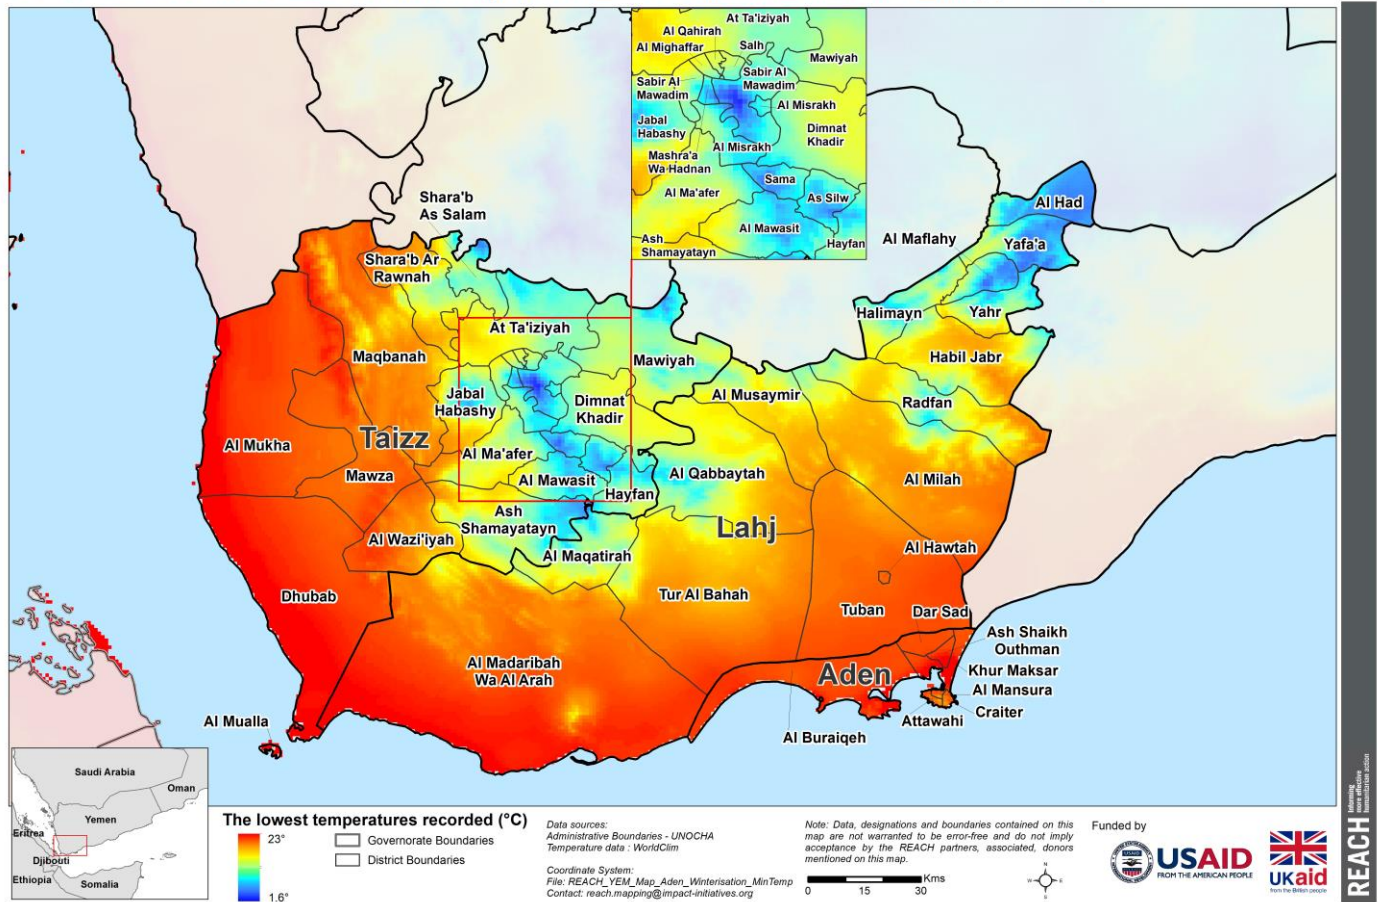 At Ta'iziyah
Al Qahirah
Al Mighaffar
Salh
Mawiyah
Sabir Al
Mawadim
Sabir Al
Mawadim
Al Misrakh
Jabal
Habashy
Dimnat
Khadir
Al Misrakh
Mashra'a
Wa Hadnan
Sama
Al Ma'afer
As Silw
Al Mawasit
Ash
Shamayatayn
Hayfan
Shara'b
As Salam
Al Had
Al Maflahy
Yafa'a
Shara'b Ar
Rawnah
Halimayn
Yahr
At Ta'iziyah
Maqbanah
Mawiyah
Habil Jabr
Jabal
Habashy
Dimnat
Khadir
Al Musaymir
Radfan
Taizz
Al Mukha
Al Ma'afer
Mawza
Al Mawasit
Al Qabbaytah
Al Milah
Hayfan
Ash
Shamayatayn
Lahj
Al Wazi'iyah
Al Maqatirah
Al Hawtah
Dhubab
Tur Al Bahah
Tuban
Dar Sad
Ash Shaikh
Outhman
Al Madaribah
Wa Al Arah
Aden
Khur Maksar
Al Mansura
Craiter
Al Mualla
Attawahi
Al Buraiqeh
Saudi Arabia
Oman
Yemen
Eritrea
Djibouti
Ethiopia
Somalia
The lowest temperatures recorded (°C)
23°
1.6°
Governorate Boundaries
District Boundaries
Data sources:
Administrative Boundaries - UNOCHA
Temperature data : WorldClim
Coordinate System:
File: REACH_YEM_Map_Aden_Winterisation_MinTemp
Contact: reach.mapping@impact-initiatives.org
Note: Data, designations and boundaries contained on this
map are not warranted to be error-free and do not imply
acceptance by the REACH partners, associated, donors
mentioned on this map.
Kms
0 15 30
N
W E
S
Funded by
USAID
FROM THE AMERICAN PEOPLE
UKaid
from the British people
REACH
Informing
more effective
humanitarian action